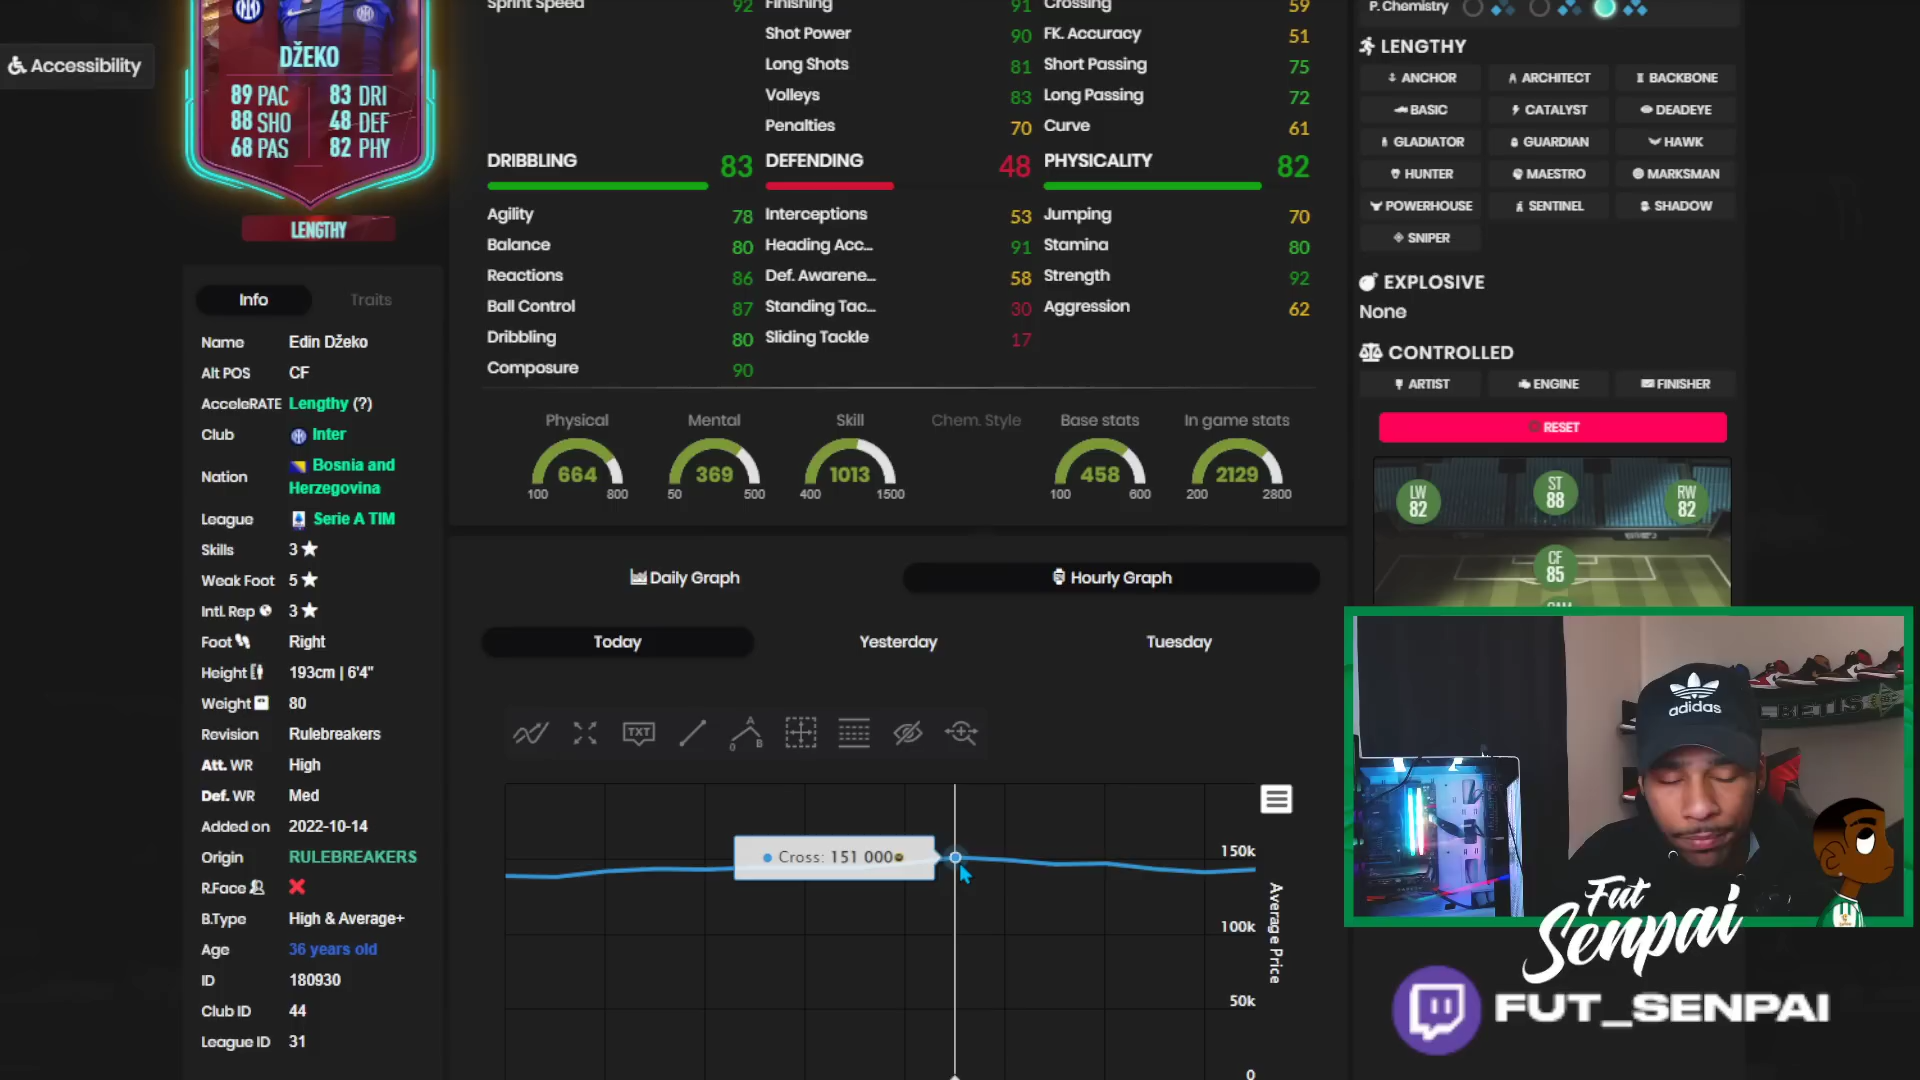 Accessibility
DŽEKO
89 PAC 83 DRI
88 SHO 48 DEF
68 PAS 82 PHY
LENGTHY
Info Traits
Name Edin Džeko
Alt POS CF
AcceleRATE Lengthy (?)
Club Inter
Nation Bosnia and
Herzegovina
League Serie A TIM
Skills 3
Weak Foot 5
Intl. Rep 3
Foot Right
Height 193cm | 6'4"
Weight 80
Revision Rulebreakers
Att. WR High
Def. WR Med
Added on 2022-10-14
Origin RULEBREAKERS
R.Face
B.Type High & Average+
Age 36 years old
ID 180930
Club ID 44
League ID 31
Sprint Speed 92
Finishing 91
Shot Power 90
Long Shots 81
Volleys 83
Penalties 70
Crossing 59
FK. Accuracy 51
Short Passing 75
Long Passing 72
Curve 61
DRIBBLING 83
Agility 78
Balance 80
Reactions 86
Ball Control 87
Dribbling 80
Composure 90
DEFENDING 48
Interceptions 53
Heading Acc... 91
Def. Awarene... 58
Standing Tac... 30
Sliding Tackle 17
PHYSICALITY 82
Jumping 70
Stamina 80
Strength 92
Aggression 62
Physical Mental Skill Chem. Style Base stats In game stats
664 369 1013 458 2129
100 800 50 500 400 1500 100 600 200 2800
Daily Graph Hourly Graph
Today Yesterday Tuesday
TXT A O B
Cross: 151 000
150k
100k
50k
0
Average Price
P. Chemistry
LENGTHY
ANCHOR ARCHITECT BACKBONE
BASIC CATALYST DEADEYE
GLADIATOR GUARDIAN HAWK
HUNTER MAESTRO MARKSMAN
POWERHOUSE SENTINEL SHADOW
SNIPER
EXPLOSIVE
None
CONTROLLED
ARTIST ENGINE FINISHER
RESET
LW
82
ST
88
RW
82
CF
85
CAM
adidas
BETIS
Fut
Senpai
FUT_SENPAI